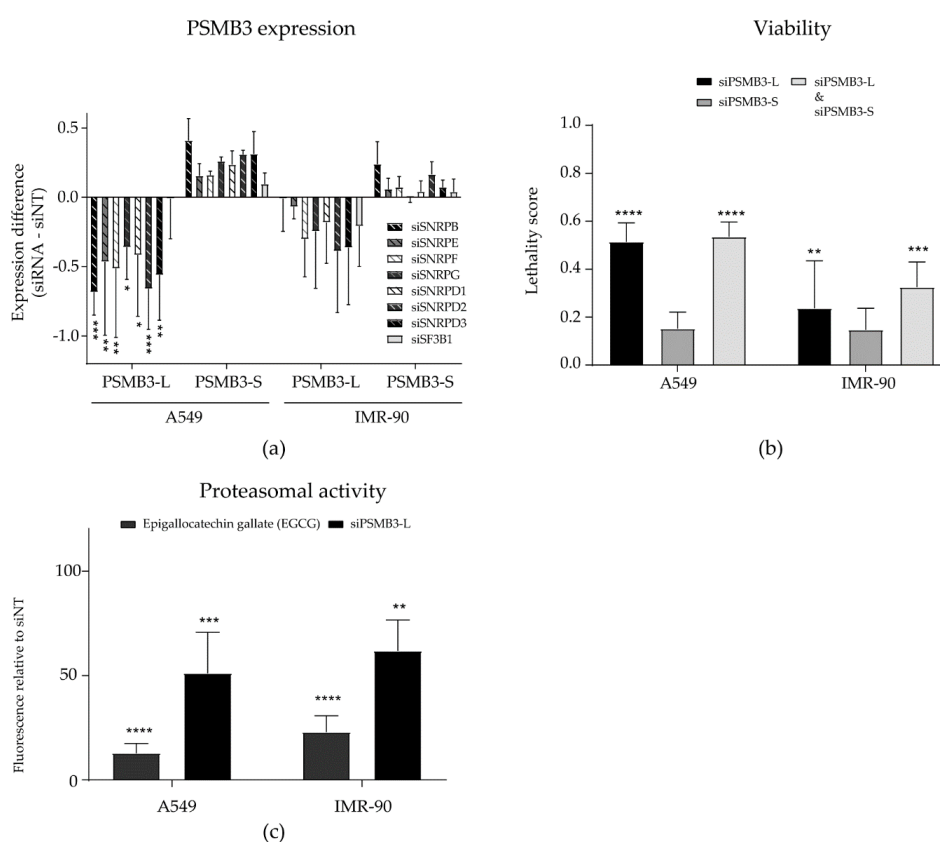 PSMB3 expression
Expression difference
(siRNA - siNT)
0.5
0.0
-0.5
-1.0
***
**
**
*
*
***
**
siSNRPB
siSNRPE
siSNRPF
siSNRPG
siSNRPD1
siSNRPD2
siSNRPD3
siSF3B1
PSMB3-L PSMB3-S PSMB3-L PSMB3-S
A549 IMR-90
(a)
Viability
siPSMB3-L
siPSMB3-S
siPSMB3-L
&
siPSMB3-S
Lethality score
1.0
0.8
0.6
0.4
0.2
0.0
**** ****
** ***
A549 IMR-90
(b)
Proteasomal activity
Epigallocatechin gallate (EGCG) siPSMB3-L
Fluorescence relative to siNT
100
50
0
**** ***
**** **
A549 IMR-90
(c)